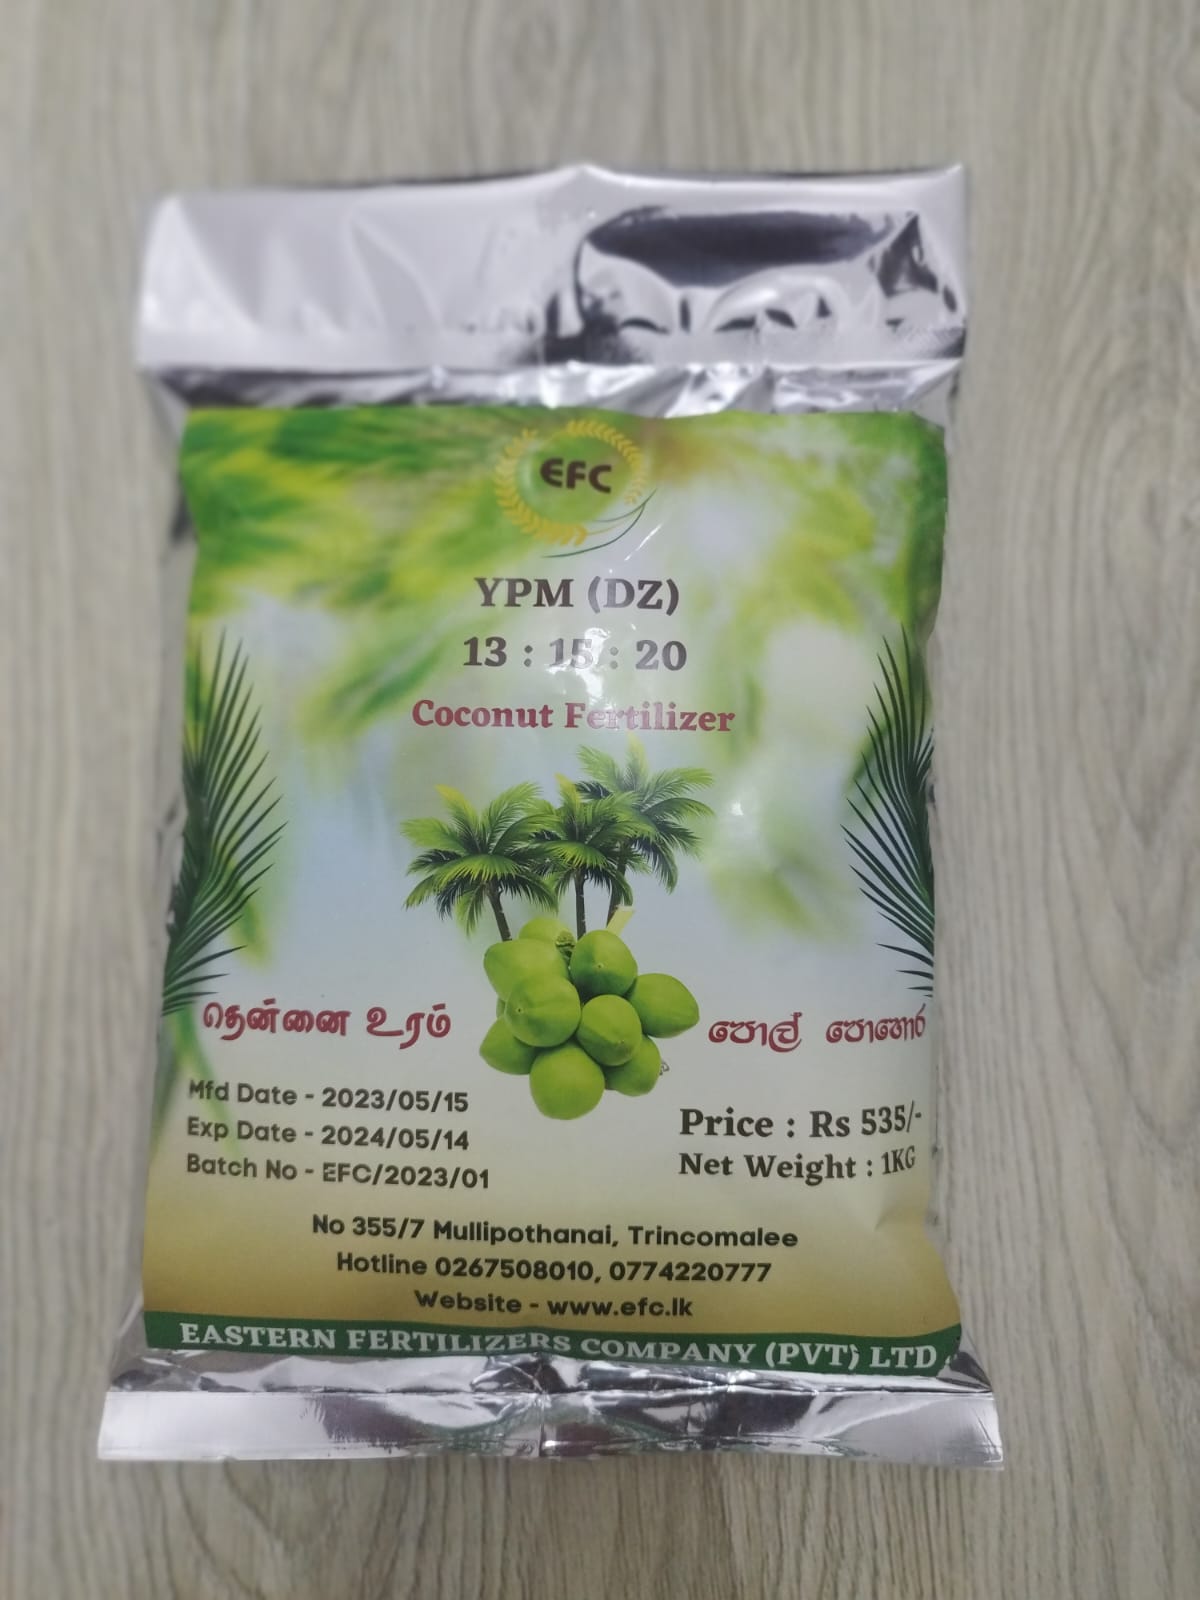 EFC
YPM (DZ)
13 : 15 : 20
Coconut Fertilizer
தென்னை உரம்
පොල් පොහොර
Mfd Date - 2023/05/15
Exp Date - 2024/05/14
Batch No - EFC/2023/01
Price : Rs 535/-
Net Weight : 1KG
No 355/7 Mullipothanai, Trincomalee
Hotline 0267508010, 0774220777
Website - www.efc.lk
EASTERN FERTILIZERS COMPANY (PVT) LTD